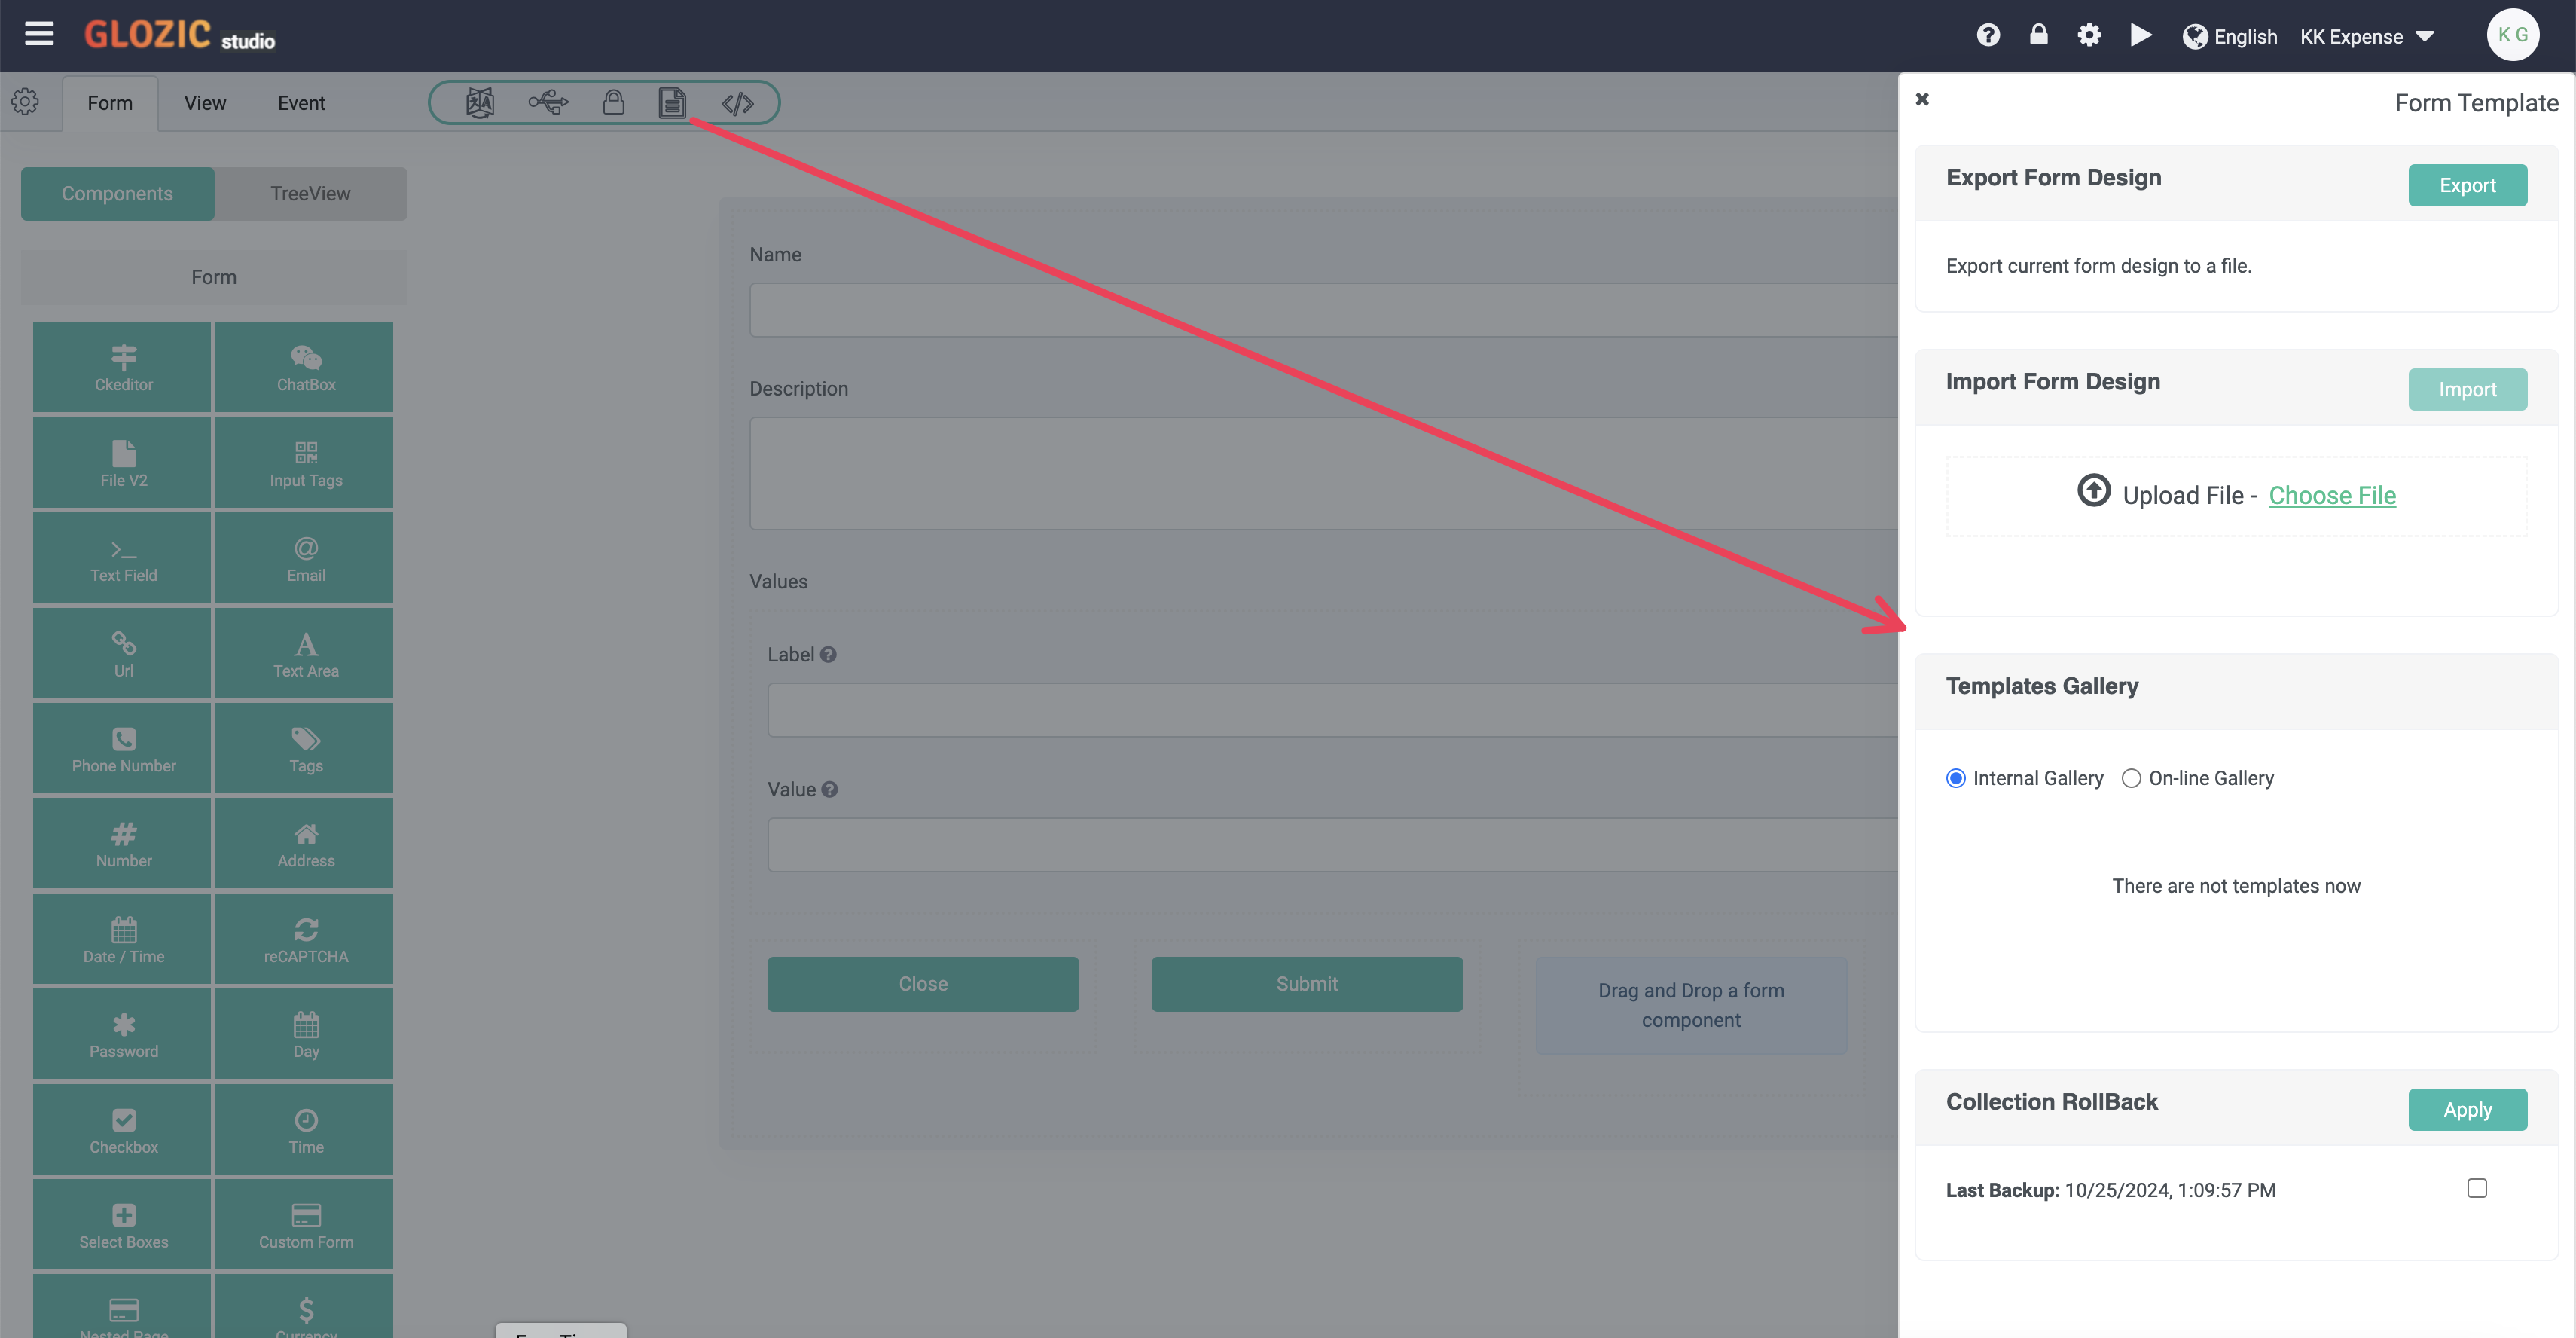 GLOZIC studio
English
KK Expense
K G
Form
View
Event
Form Template
Components
TreeView
Form
Ckeditor
ChatBox
File V2
Input Tags
Text Field
Email
Url
Text Area
Phone Number
Tags
Number
Address
Date / Time
reCAPTCHA
Password
Day
Checkbox
Time
Select Boxes
Custom Form
Nested Page
Currency
Name
Description
Values
Label
Value
Close
Submit
Drag and Drop a form
component
Export Form Design
Export
Export current form design to a file.
Import Form Design
Import
Upload File - Choose File
Templates Gallery
Internal Gallery
On-line Gallery
There are not templates now
Collection RollBack
Apply
Last Backup: 10/25/2024, 1:09:57 PM